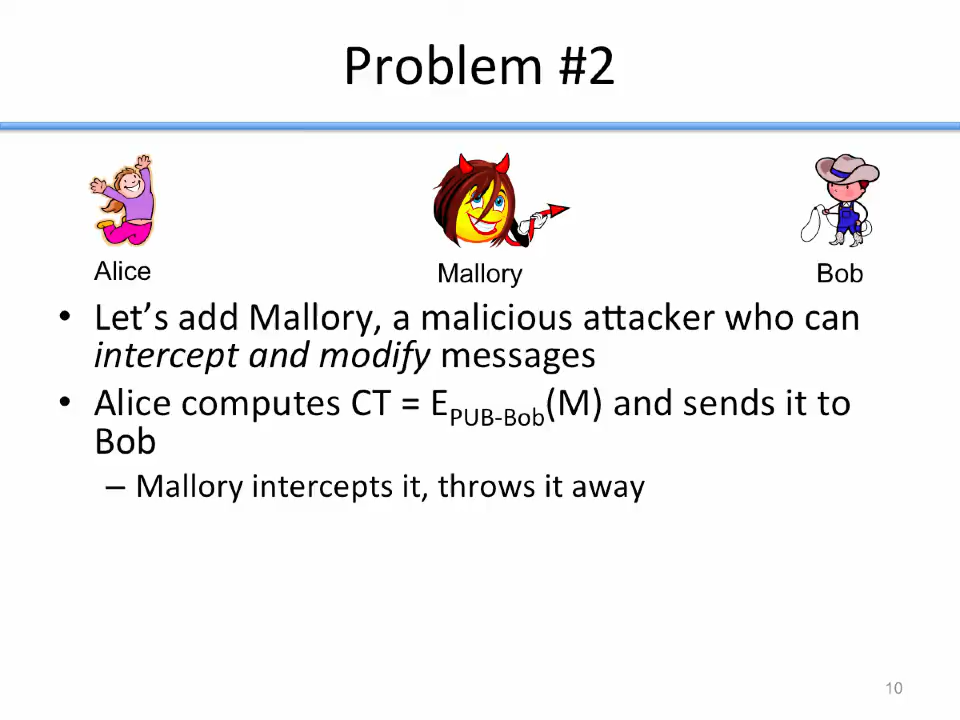 Problem #2
Alice
Mallory
Bob
• Let’s add Mallory, a malicious attacker who can
intercept and modify messages
• Alice computes CT = E_PUB-Bob(M) and sends it to
Bob
– Mallory intercepts it, throws it away
10